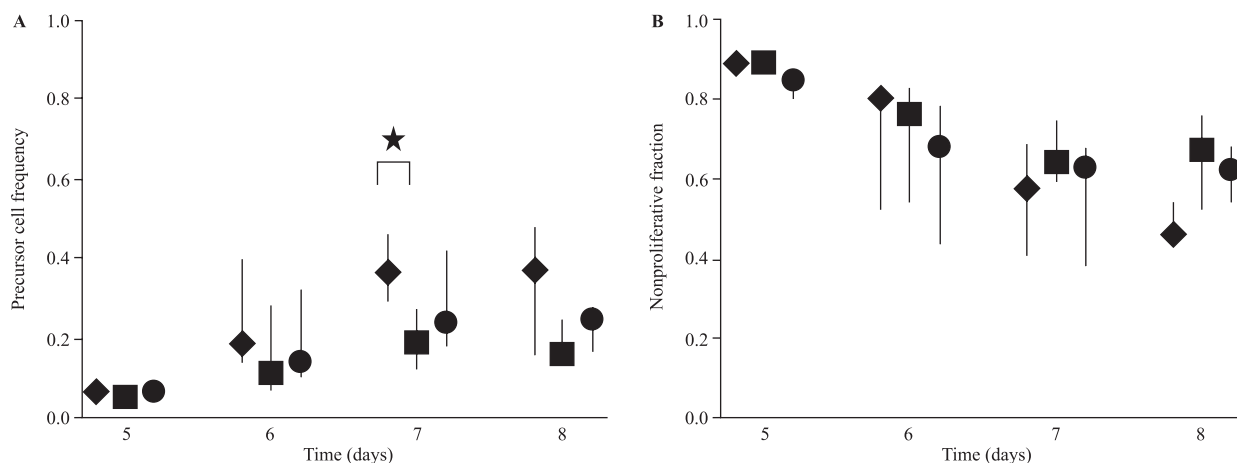 A
1.0
0.8
0.6
0.4
0.2
0.0
Precursor cell frequency
5 6 7 8
Time (days)
B
1.0
0.8
0.6
0.4
0.2
0.0
Nonproliferative fraction
5 6 7 8
Time (days)